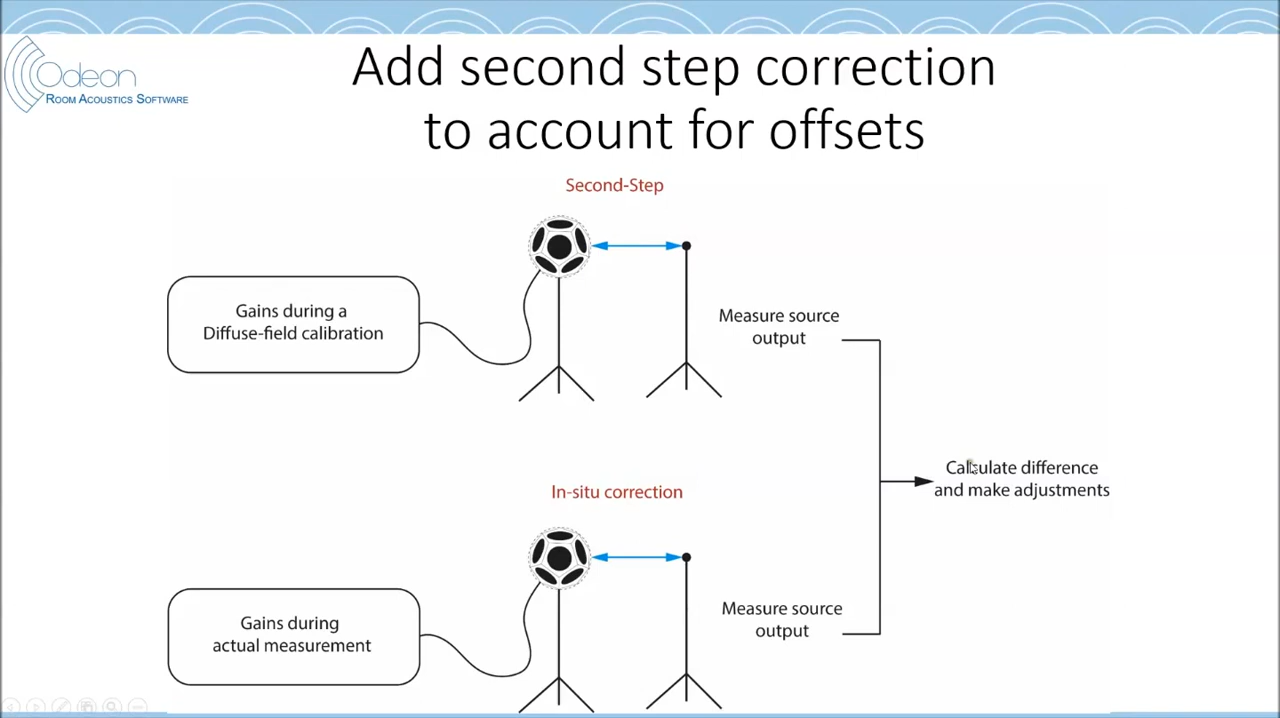 Odeon
ROOM ACOUSTICS SOFTWARE
Add second step correction
to account for offsets
Second-Step
Gains during a
Diffuse-field calibration
Measure source
output
Calculate difference
and make adjustments
In-situ correction
Gains during
actual measurement
Measure source
output